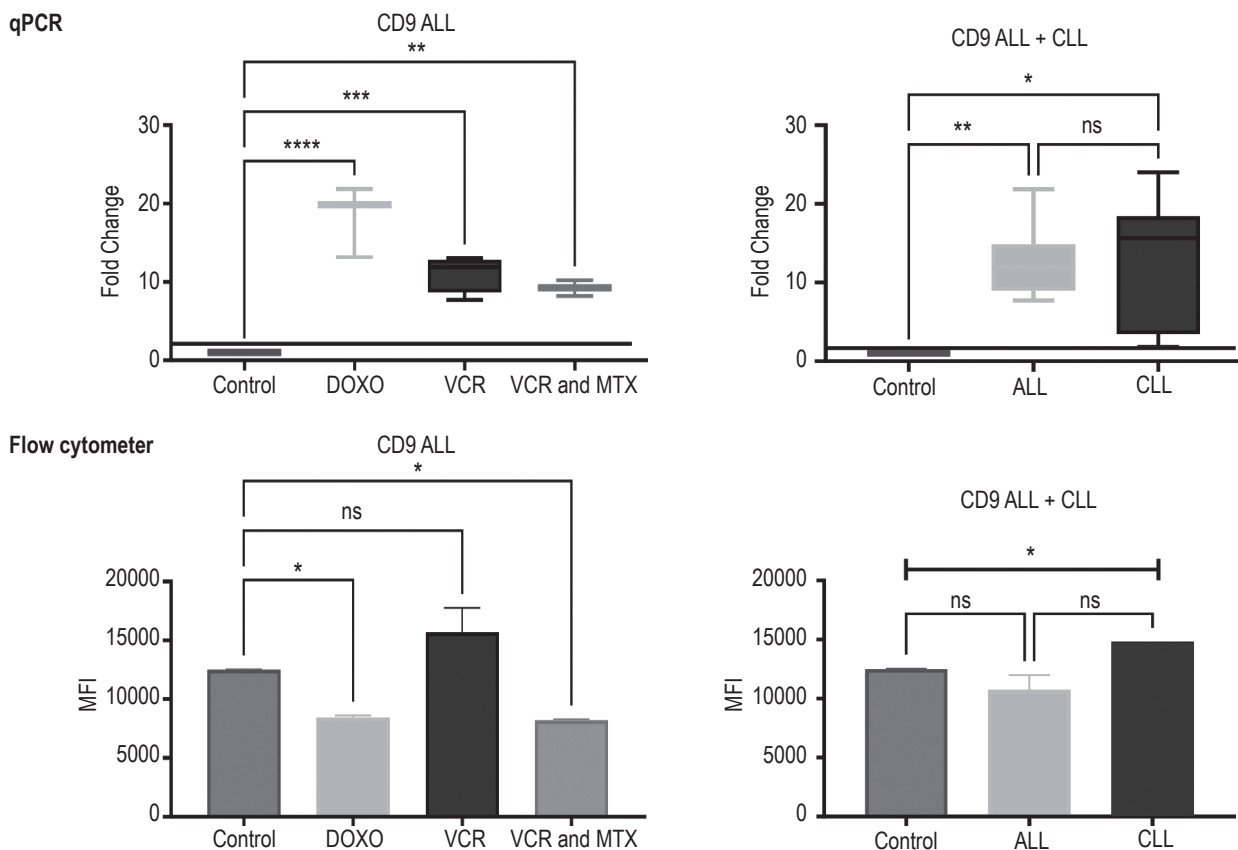 qPCR
CD9 ALL
**
***
****
30
20
10
0
Fold Change
Control DOXO VCR VCR and MTX
CD9 ALL + CLL
*
** ns
30
20
10
0
Fold Change
Control ALL CLL
Flow cytometer
CD9 ALL
*
ns
*
20000
15000
10000
5000
0
MFI
Control DOXO VCR VCR and MTX
CD9 ALL + CLL
*
ns ns
20000
15000
10000
5000
0
MFI
Control ALL CLL